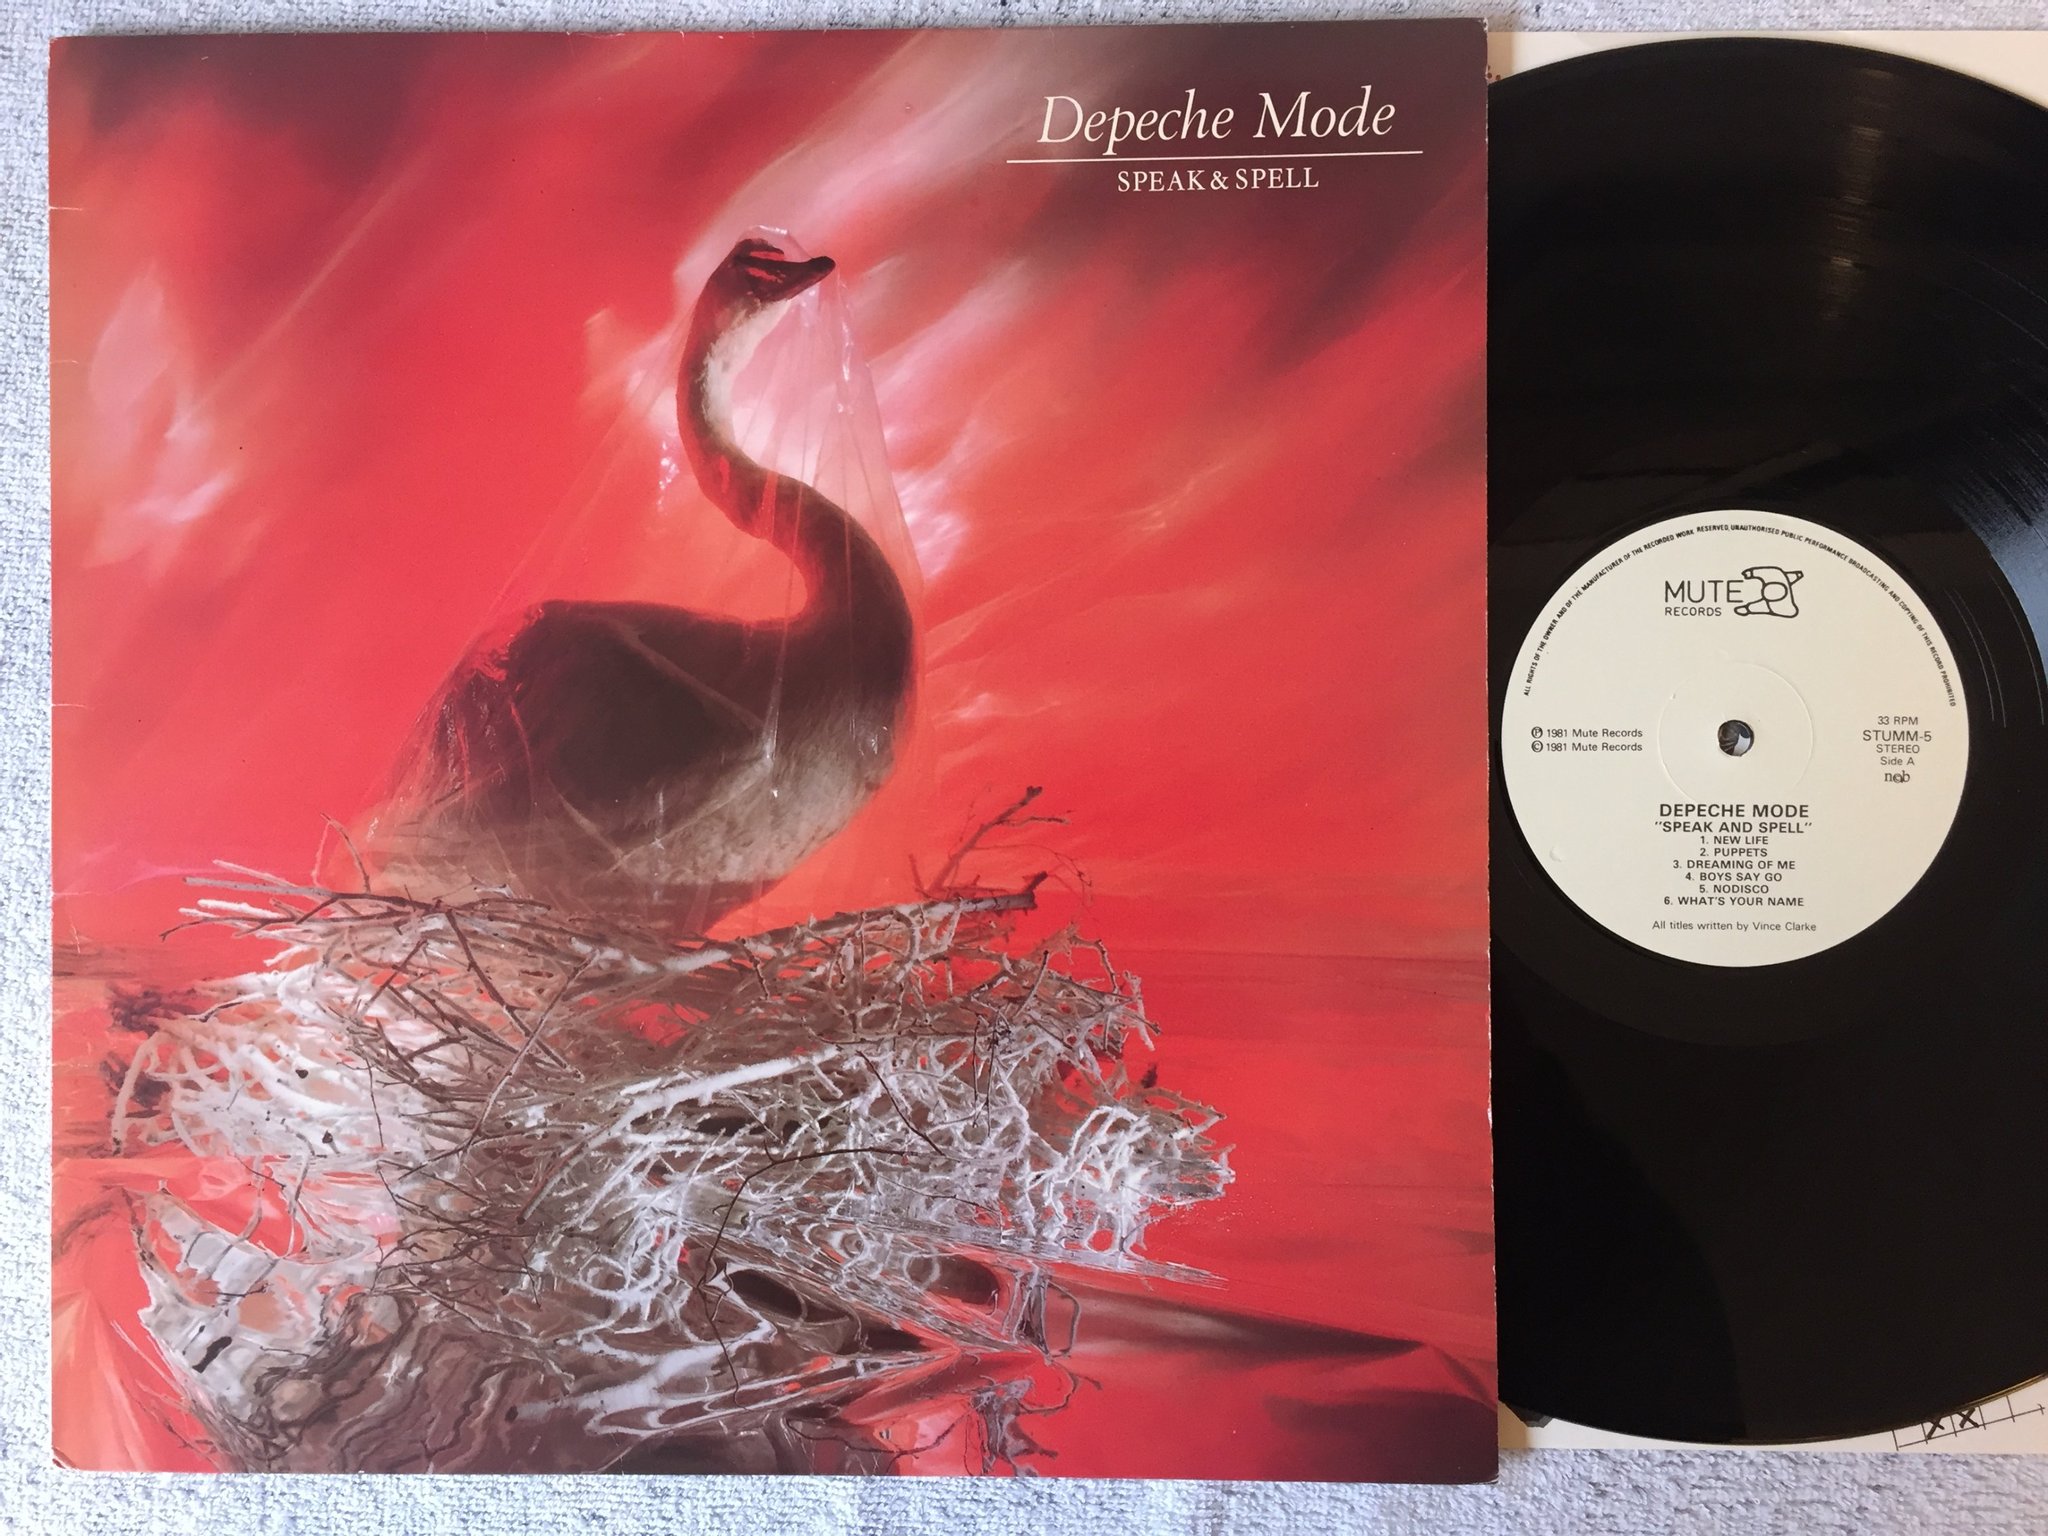 Depeche Mode
SPEAK & SPELL
ALL RIGHTS OF THE OWNER AND OF THE MANUFACTURER OF THE RECORDED WORK RESERVED, UNAUTHORISED PUBLIC PERFORMANCE BROADCASTING AND COPYING OF THIS RECORD PROHIBITED
MUTE
RECORDS
℗ 1981 Mute Records
© 1981 Mute Records
33 RPM
STUMM-5
STEREO
Side A
ncb
DEPECHE MODE
"SPEAK AND SPELL"
1. NEW LIFE
2. PUPPETS
3. DREAMING OF ME
4. BOYS SAY GO
5. NODISCO
6. WHAT'S YOUR NAME
All titles written by Vince Clarke
XX